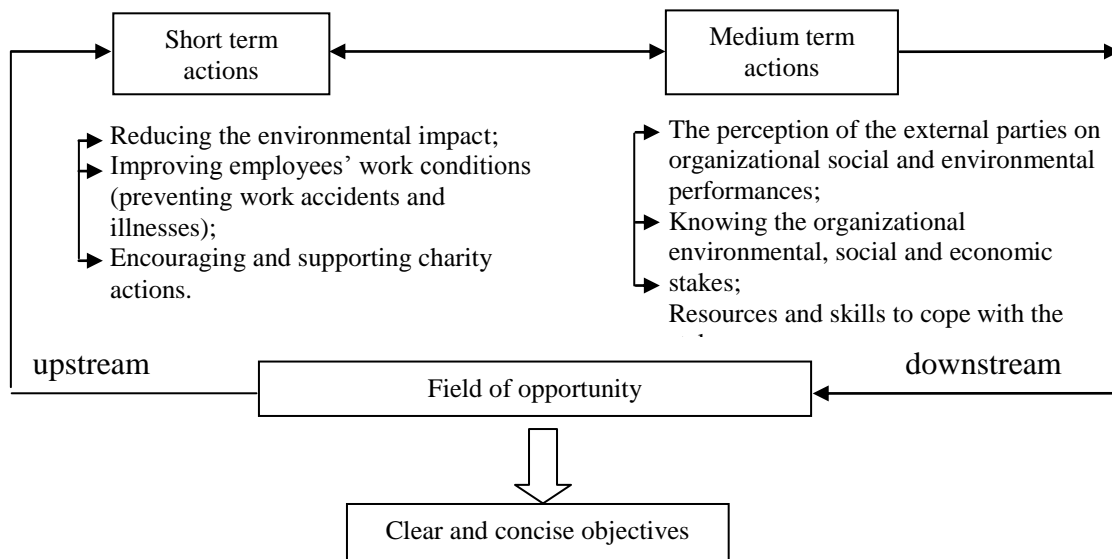 Short term
actions
Medium term
actions
Reducing the environmental impact;
Improving employees’ work conditions
(preventing work accidents and
illnesses);
Encouraging and supporting charity
actions.
The perception of the external parties on
organizational social and environmental
performances;
Knowing the organizational
environmental, social and economic
stakes;
Resources and skills to cope with the
upstream
downstream
Field of opportunity
Clear and concise objectives